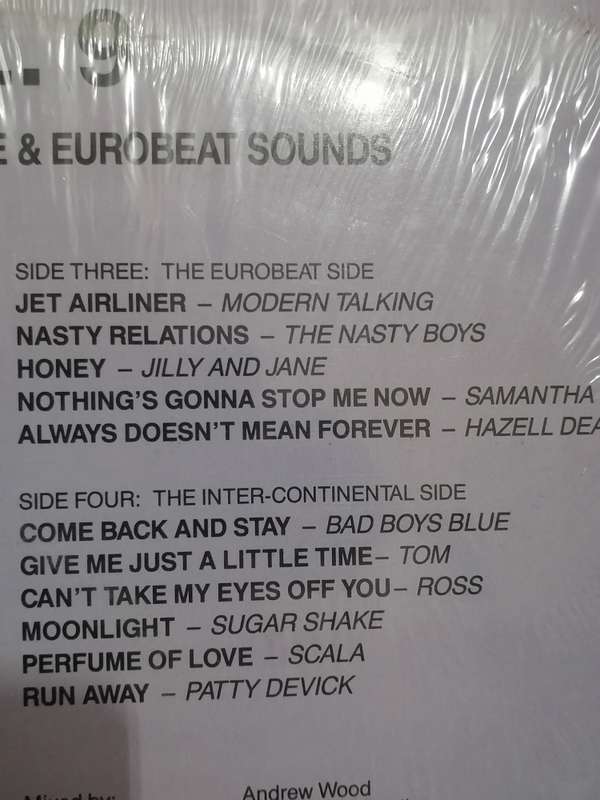 . 9
E & EUROBEAT SOUNDS
SIDE THREE: THE EUROBEAT SIDE
JET AIRLINER – MODERN TALKING
NASTY RELATIONS – THE NASTY BOYS
HONEY – JILLY AND JANE
NOTHING'S GONNA STOP ME NOW – SAMANTHA
ALWAYS DOESN'T MEAN FOREVER – HAZELL DEA
SIDE FOUR: THE INTER-CONTINENTAL SIDE
COME BACK AND STAY – BAD BOYS BLUE
GIVE ME JUST A LITTLE TIME– TOM
CAN'T TAKE MY EYES OFF YOU– ROSS
MOONLIGHT – SUGAR SHAKE
PERFUME OF LOVE – SCALA
RUN AWAY – PATTY DEVICK
Mixed by: Andrew Wood